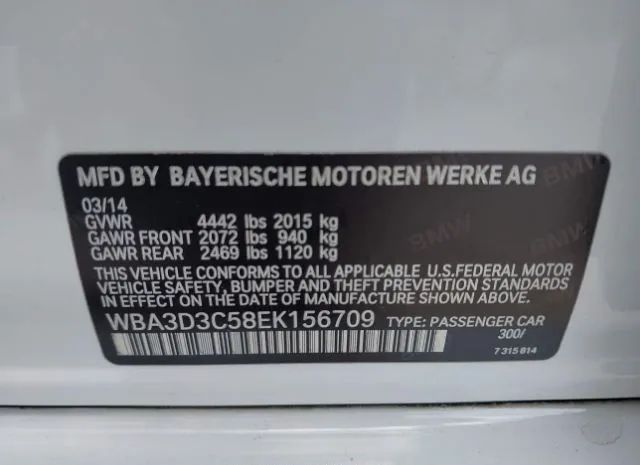 MFD BY BAYERISCHE MOTOREN WERKE AG
03/14
GVWR 4442 lbs 2015 kg
GAWR FRONT 2072 lbs 940 kg
GAWR REAR 2469 lbs 1120 kg
THIS VEHICLE CONFORMS TO ALL APPLICABLE U.S.FEDERAL MOTOR
VEHICLE SAFETY, BUMPER AND THEFT PREVENTION STANDARDS
IN EFFECT ON THE DATE OF MANUFACTURE SHOWN ABOVE.
WBA3D3C58EK156709 TYPE: PASSENGER CAR
300/
7 315 814
BMW
BMW